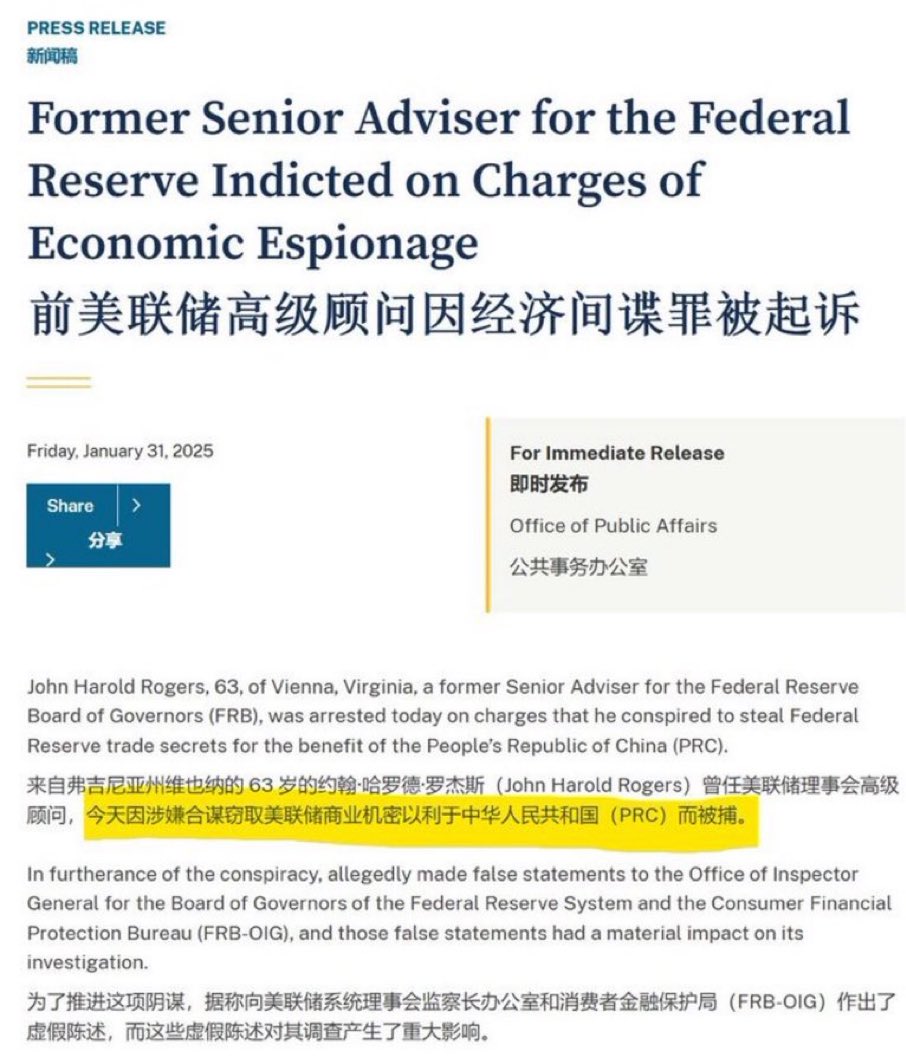 PRESS RELEASE
新闻稿
Former Senior Adviser for the Federal
Reserve Indicted on Charges of
Economic Espionage
前美联储高级顾问因经济间谍罪被起诉
Friday, January 31, 2025
Share
分享
For Immediate Release
即时发布
Office of Public Affairs
公共事务办公室
John Harold Rogers, 63, of Vienna, Virginia, a former Senior Adviser for the Federal Reserve
Board of Governors (FRB), was arrested today on charges that he conspired to steal Federal
Reserve trade secrets for the benefit of the People’s Republic of China (PRC).
来自弗吉尼亚州维也纳的 63 岁的约翰·哈罗德·罗杰斯（John Harold Rogers）曾任美联储理事会高级
顾问，今天因涉嫌合谋窃取美联储商业机密以利于中华人民共和国（PRC）而被捕。
In furtherance of the conspiracy, allegedly made false statements to the Office of Inspector
General for the Board of Governors of the Federal Reserve System and the Consumer Financial
Protection Bureau (FRB-OIG), and those false statements had a material impact on its
investigation.
为了推进这项阴谋，据称向美联储系统理事会监察长办公室和消费者金融保护局（FRB-OIG）作出了
虚假陈述，而这些虚假陈述对其调查产生了重大影响。